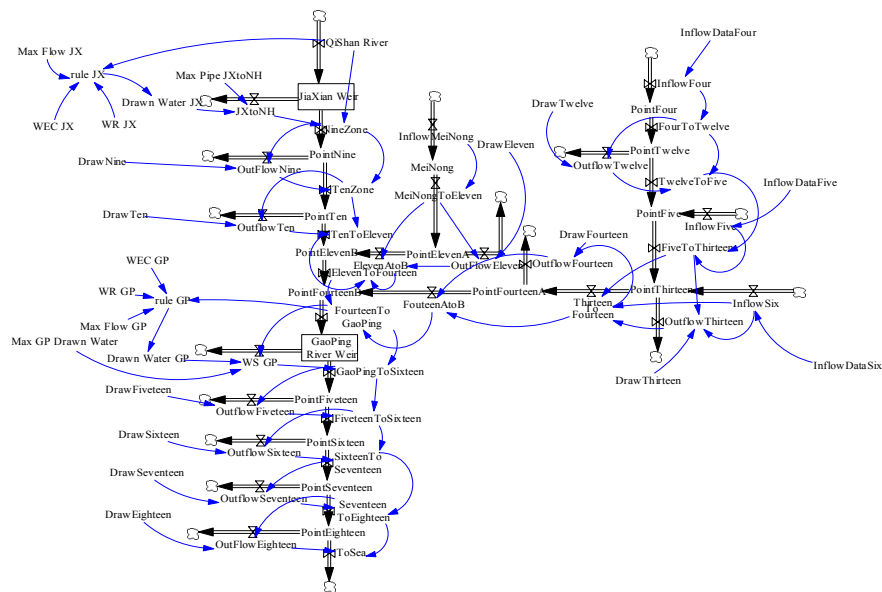 QiShan River
InflowDataFour
Max Flow JX
rule JX
Max Pipe JXtoNH
InflowFour
JiaXian Weir
DrawTwelve
Drawn Water JX
JXtoNH
PointFour
WEC JX
WR JX
NineZone
InflowMeiNong
DrawEleven
FourToTwelve
DrawNine
PointNine
OutFlowNine
MeiNong
PointTwelve
OutflowTwelve
TenZone
MeiNongToEleven
TwelveToFive
InflowDataFive
DrawTen
PointTen
OutflowTen
PointFive
InflowFive
TenToEleven
DrawFourteen
PointElevenB
PointElevenA
FiveToThirteen
WEC GP
ElevenAtoB
OutFlowEleven
OutflowFourteen
ElevenToFourteen
WR GP
rule GP
PointFourteenB
PointFourteenA
PointThirteen
FouteenAtoB
Thirteen
To
Fourteen
InflowSix
Max Flow GP
FourteenTo
GaoPing
OutflowThirteen
Max GP Drawn Water
GaoPing
River Weir
Drawn Water GP
WS GP
GaoPingToSixteen
InflowDataSix
DrawThirteen
DrawFiveteen
PointFiveteen
OutflowFiveteen
FiveteenToSixteen
DrawSixteen
PointSixteen
OutflowSixteen
SixteenTo
Seventeen
DrawSeventeen
PointSeventeen
OutflowSeventeen
Seventeen
ToEighteen
DrawEighteen
PointEighteen
OutFlowEighteen
ToSea